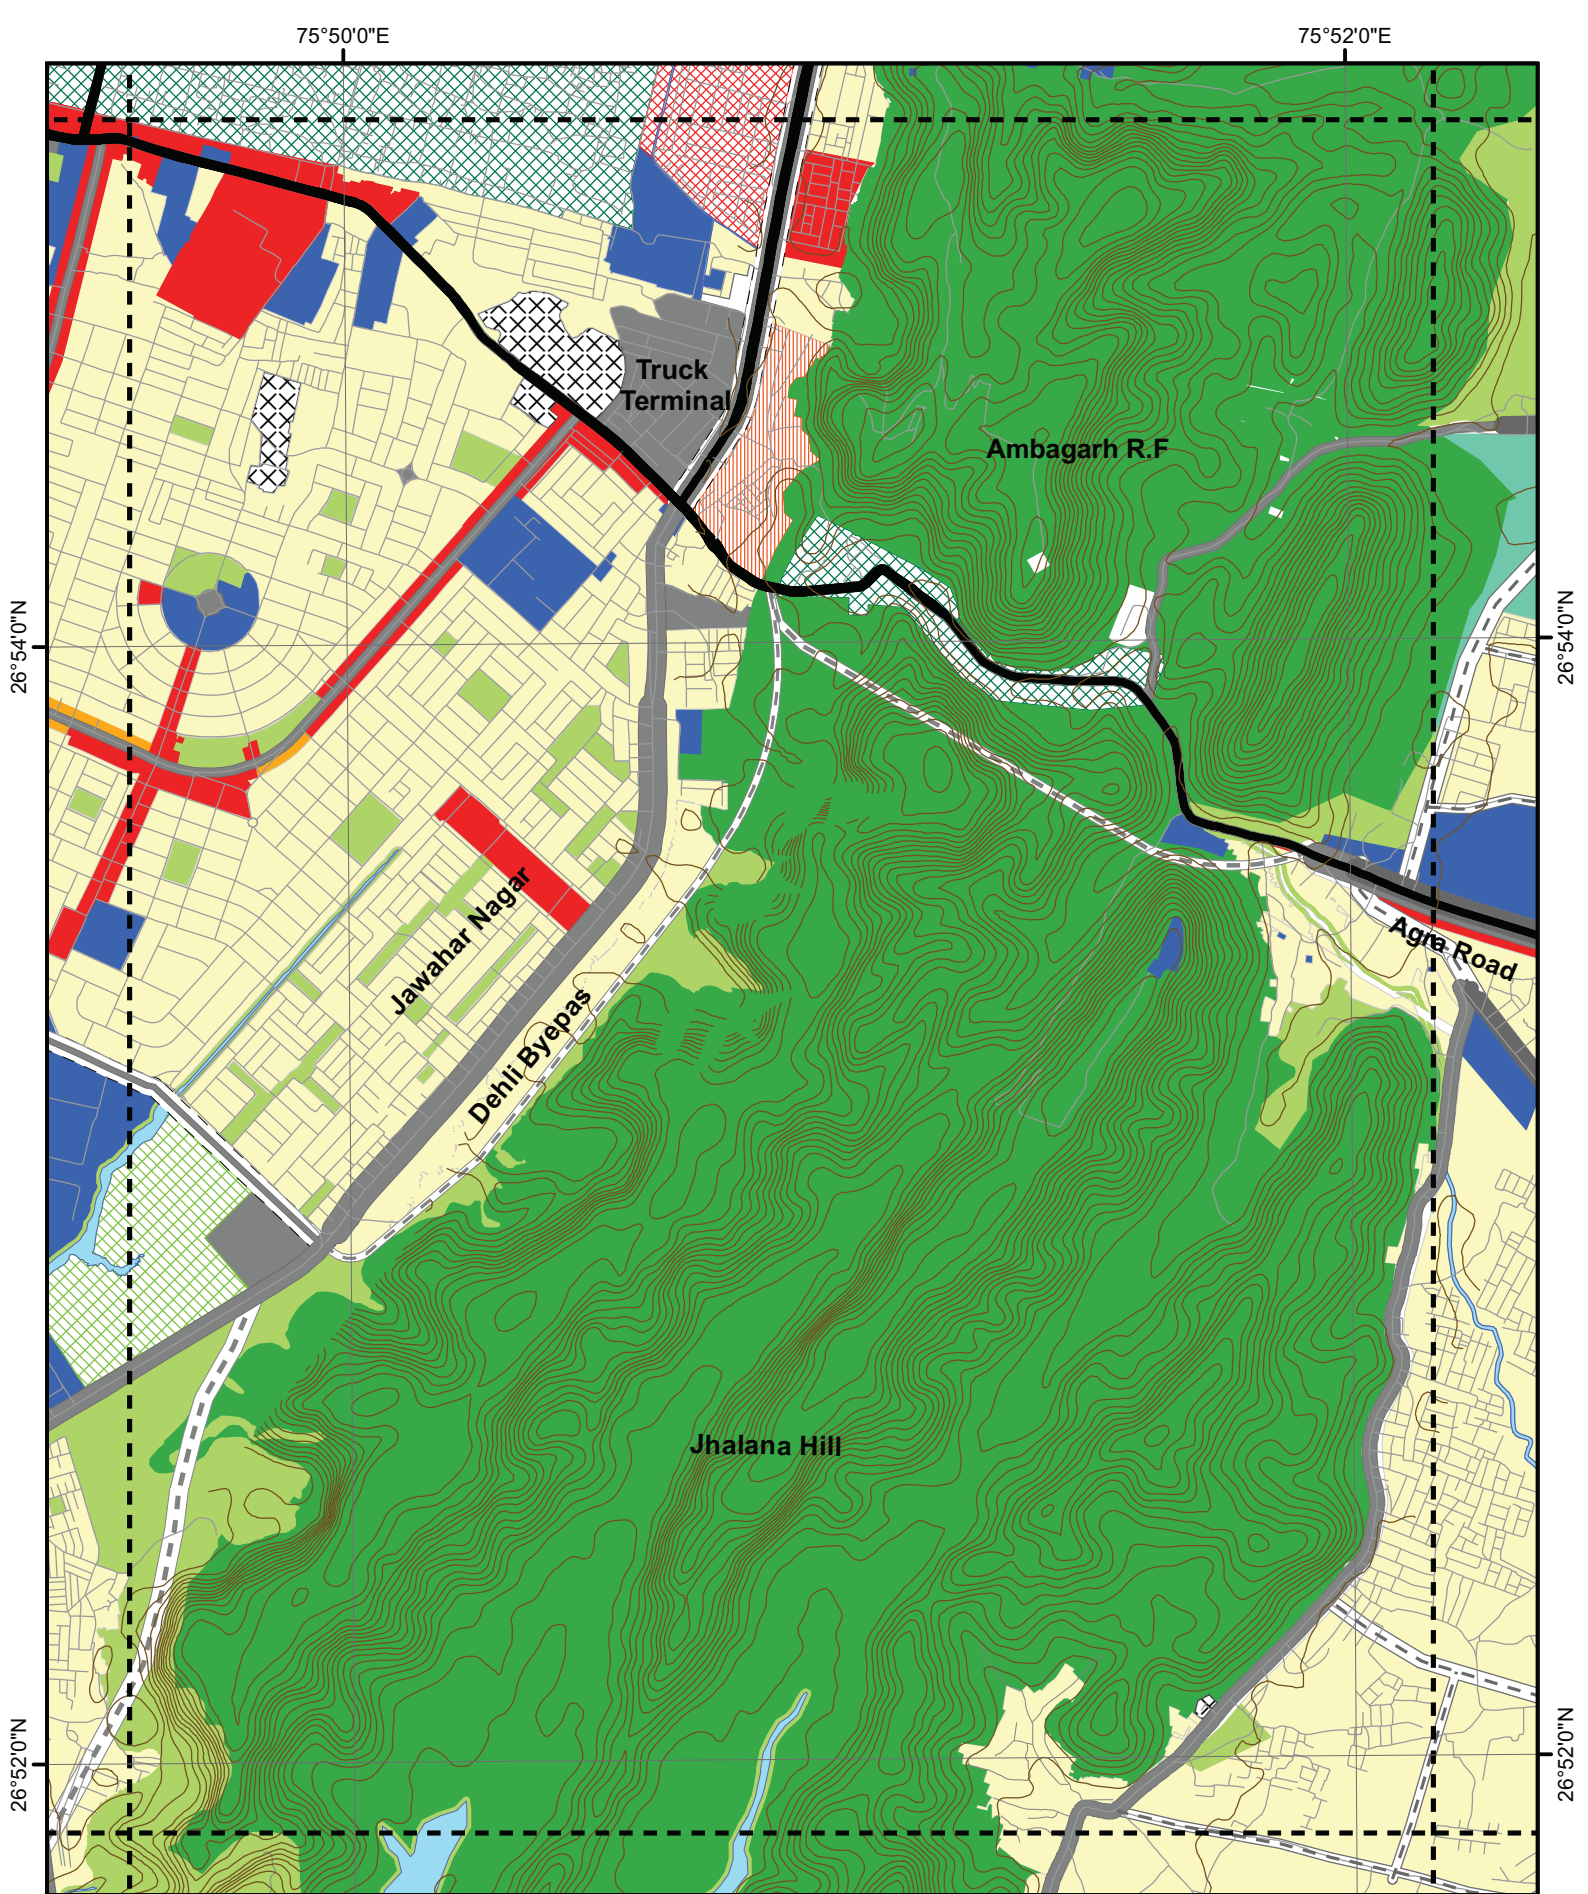 75°50'0"E
75°52'0"E
Truck
Terminal
Ambagarh R.F
26°54'0"N
26°54'0"N
Jawahar Nagar
Agra Road
Dehli Byepas
Jhalana Hill
26°52'0"N
26°52'0"N